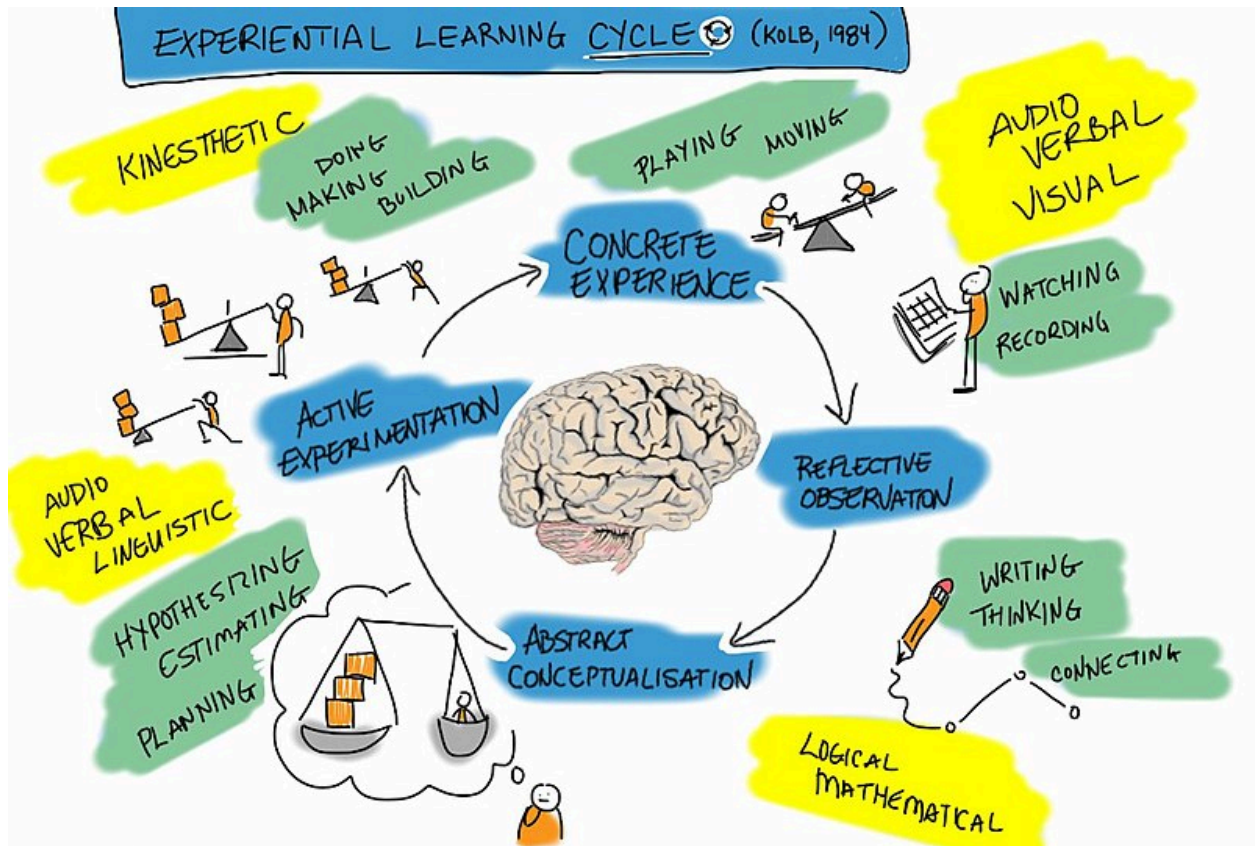 EXPERIENTIAL LEARNING CYCLE (KOLB, 1984)
KINESTHETIC
DOING
MAKING
BUILDING
PLAYING MOVING
AUDIO
VERBAL
VISUAL
CONCRETE
EXPERIENCE
WATCHING
RECORDING
ACTIVE
EXPERIMENTATION
REFLECTIVE
OBSERVATION
AUDIO
VERBAL
LINGUISTIC
HYPOTHESIZING
ESTIMATING
PLANNING
ABSTRACT
CONCEPTUALISATION
WRITING
THINKING
CONNECTING
LOGICAL
MATHEMATICAL